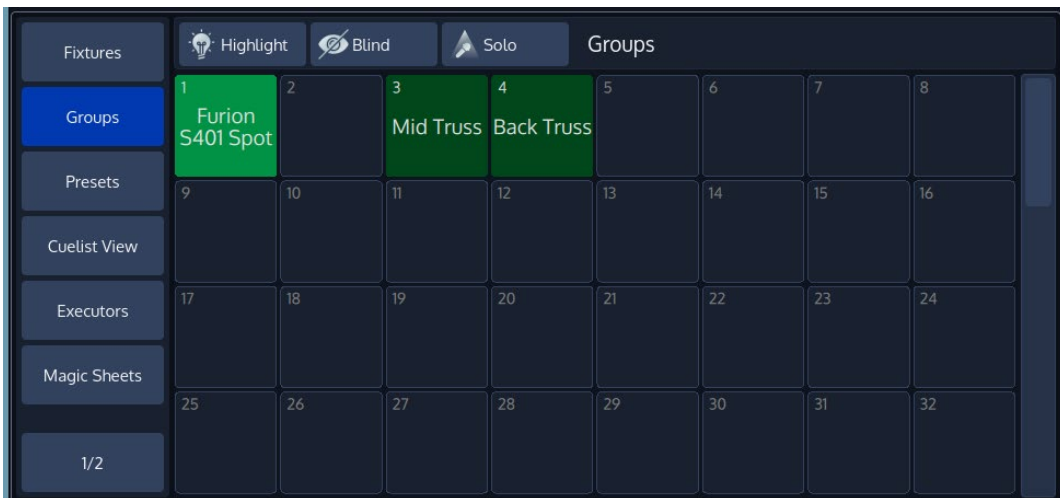 Fixtures
Highlight
Blind
Solo
Groups
Groups
1
2
3
4
5
6
7
8
Furion
S401 Spot
Mid Truss
Back Truss
Presets
9
10
11
12
13
14
15
16
Cuelist View
Executors
17
18
19
20
21
22
23
24
Magic Sheets
25
26
27
28
29
30
31
32
1/2